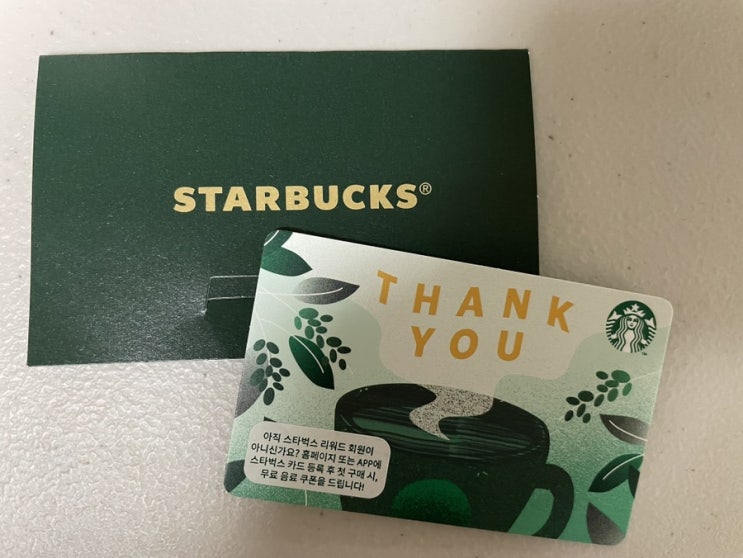 STARBUCKS®
THANK
YOU
아직 스타벅스 리워드 회원이
아니신가요? 홈페이지 또는 APP에
스타벅스 카드 등록 후 첫 구매 시,
무료 음료 쿠폰을 드립니다!
TM